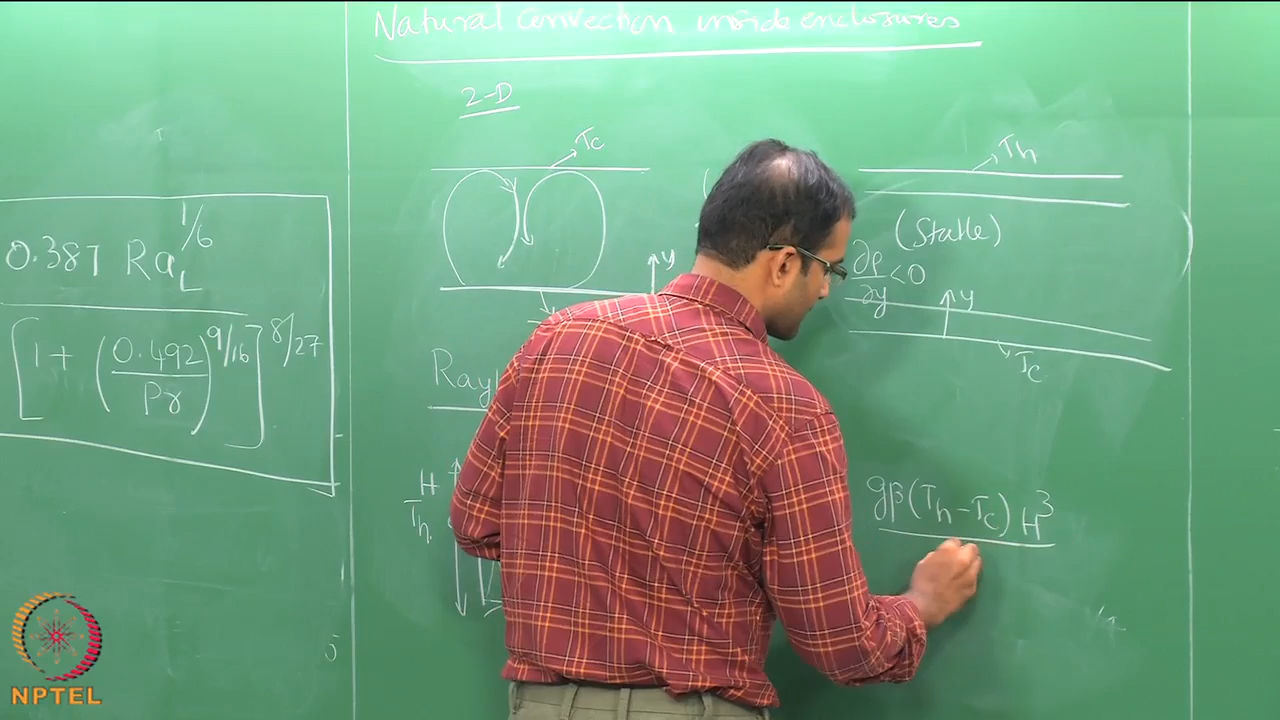 Natural Convection inside enclosures
2-D
Tc
Th
0.387 Ra_L^{1/6}
[1 + (0.492/Pr)^{9/16}]^{8/27}
(Stable)
∂ρ/∂y < 0
y
y
Tc
H
Th
gβ(Th - Tc) H³
NPTEL